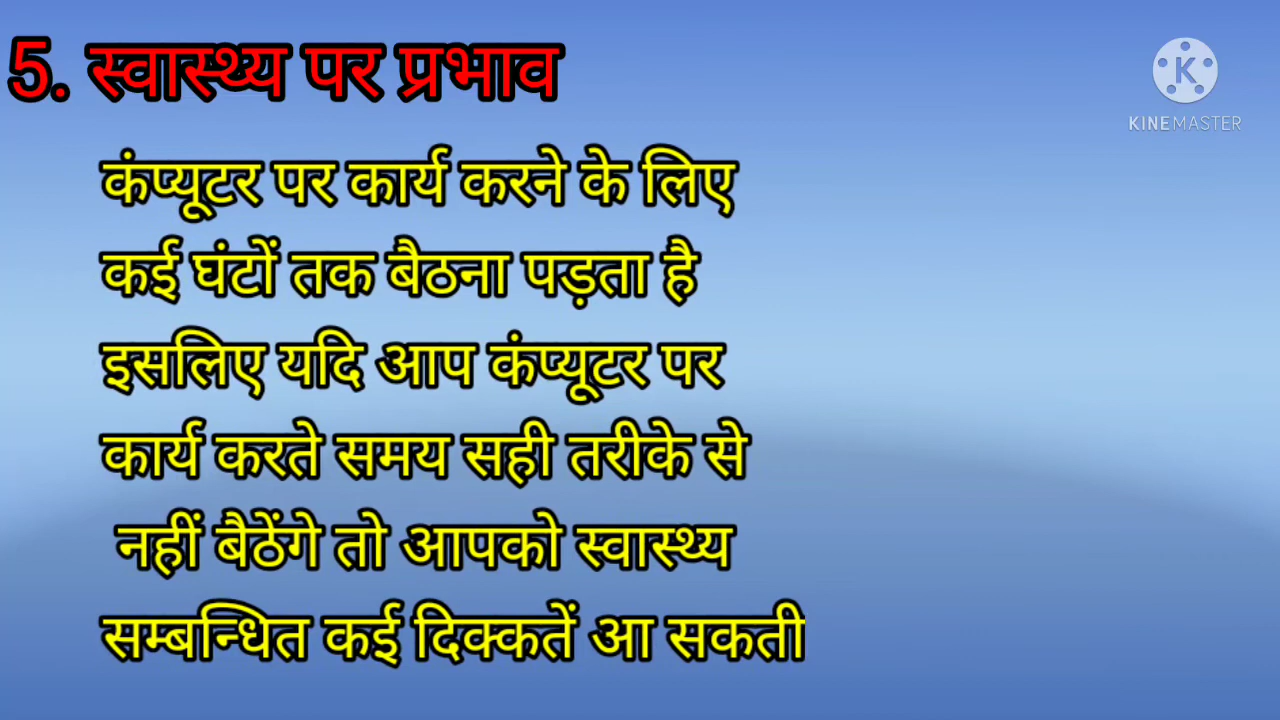 5. स्वास्थ्य पर प्रभाव
KINEMASTER
कंप्यूटर पर कार्य करने के लिए
कई घंटों तक बैठना पड़ता है
इसलिए यदि आप कंप्यूटर पर
कार्य करते समय सही तरीके से
नहीं बैठेंगे तो आपको स्वास्थ्य
सम्बन्धित कई दिक्कतें आ सकती